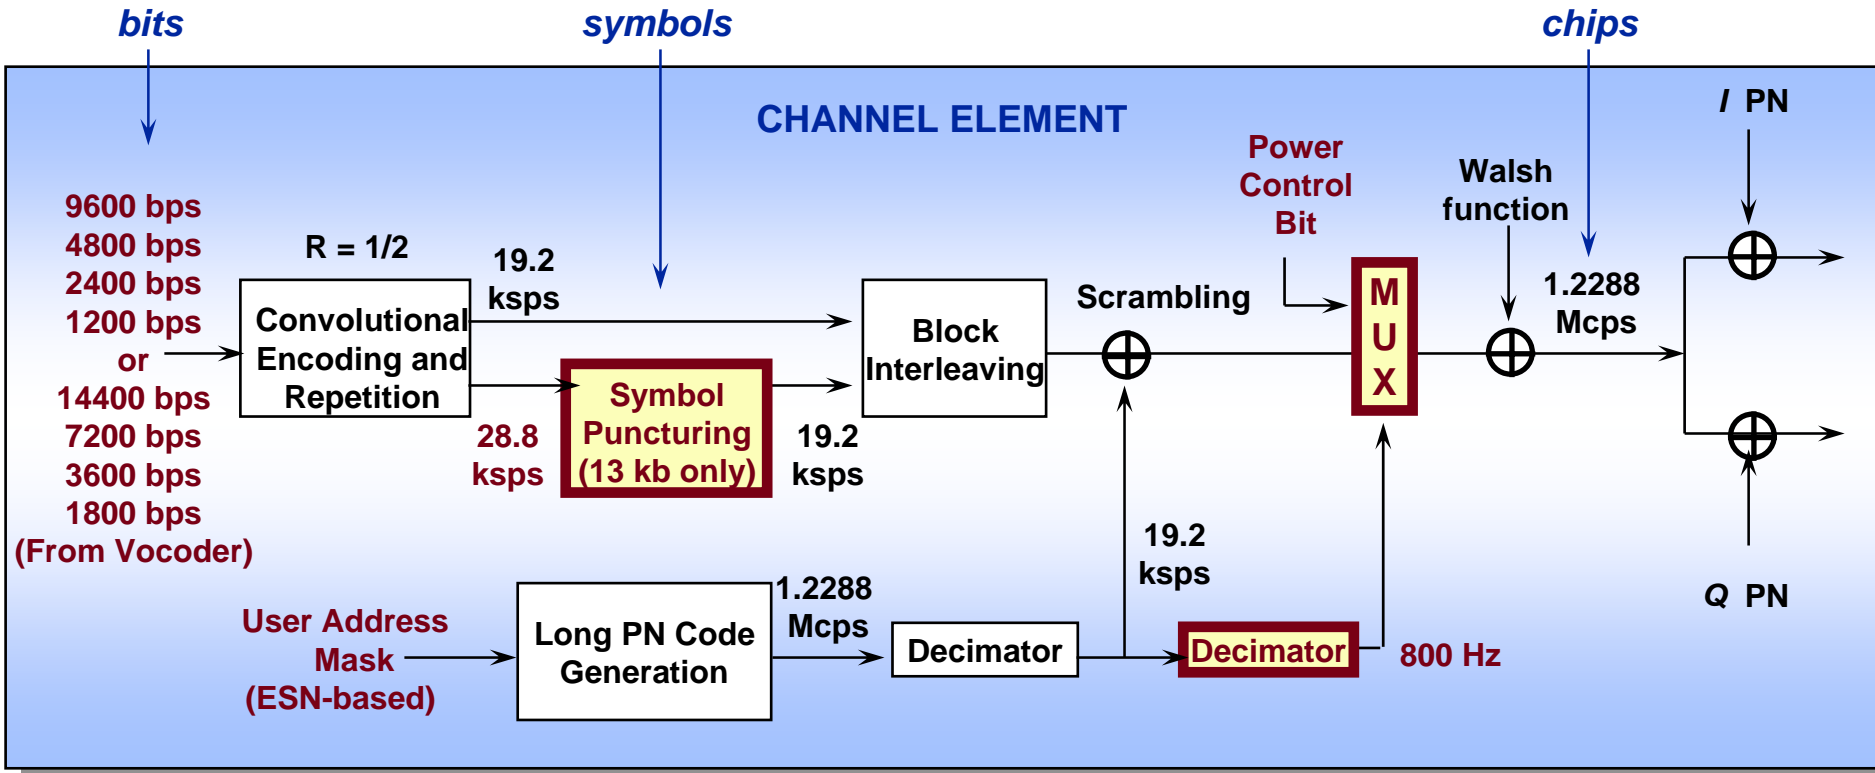 bits
symbols
chips
CHANNEL ELEMENT
I PN
9600 bps
4800 bps
2400 bps
1200 bps
or
14400 bps
7200 bps
3600 bps
1800 bps
(From Vocoder)
R = 1/2
Convolutional
Encoding and
Repetition
19.2
ksps
28.8
ksps
Symbol
Puncturing
(13 kb only)
19.2
ksps
Block
Interleaving
Scrambling
Power
Control
Bit
M
U
X
Walsh
function
1.2288
Mcps
User Address
Mask
(ESN-based)
Long PN Code
Generation
1.2288
Mcps
Decimator
19.2
ksps
Decimator
800 Hz
Q PN